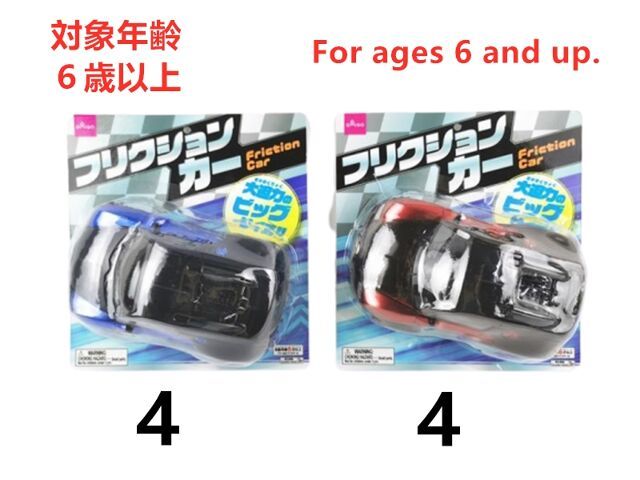 対象年齢
６歳以上
For ages 6 and up.
DAISO
フリクション
カー
Friction
Car
大迫力の
ビッグ
WARNING
DAISO
フリクション
カー
Friction
Car
大迫力の
ビッグ
WARNING
4
4